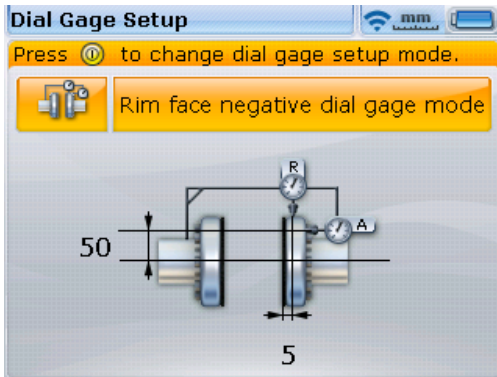 Dial Gage Setup mm
Press to change dial gage setup mode.
Rim face negative dial gage mode
R
A
50
5